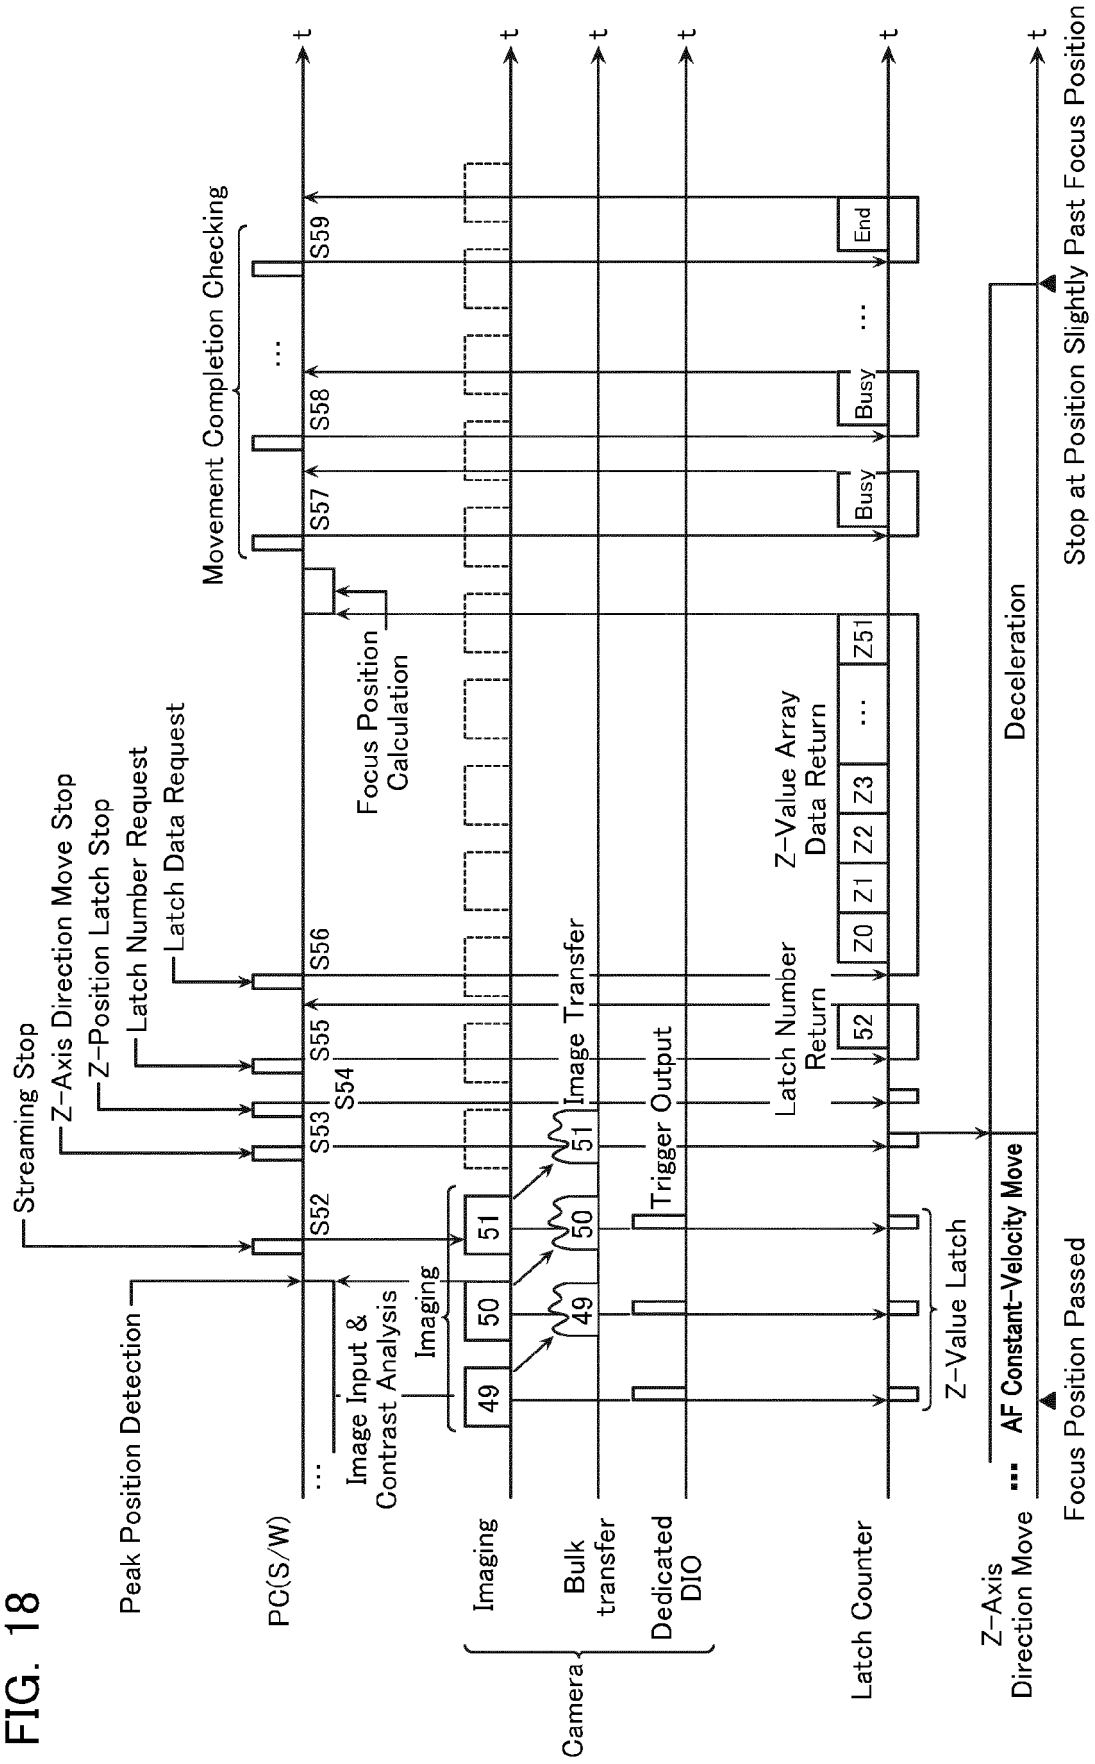 FIG. 18
Streaming Stop
Z-Axis Direction Move Stop
Z-Position Latch Stop
Latch Number Request
Latch Data Request
Peak Position Detection
Movement Completion Checking
...
PC(S/W)
S52
S53
S54
S55
S56
S57
S58
S59
t
...
Image Input &
Contrast Analysis
Focus Position
Calculation
Imaging
Camera
Imaging
49
50
51
t
Bulk
transfer
49
50
51
Image Transfer
t
Dedicated
DIO
Trigger Output
t
Latch Number
Return
Z-Value Array
Data Return
Latch Counter
52
Z0
Z1
Z2
Z3
...
Z51
Busy
Busy
...
End
t
Z-Value Latch
Z-Axis
Direction Move
... AF Constant-Velocity Move
Deceleration
t
Focus Position Passed
Stop at Position Slightly Past Focus Position